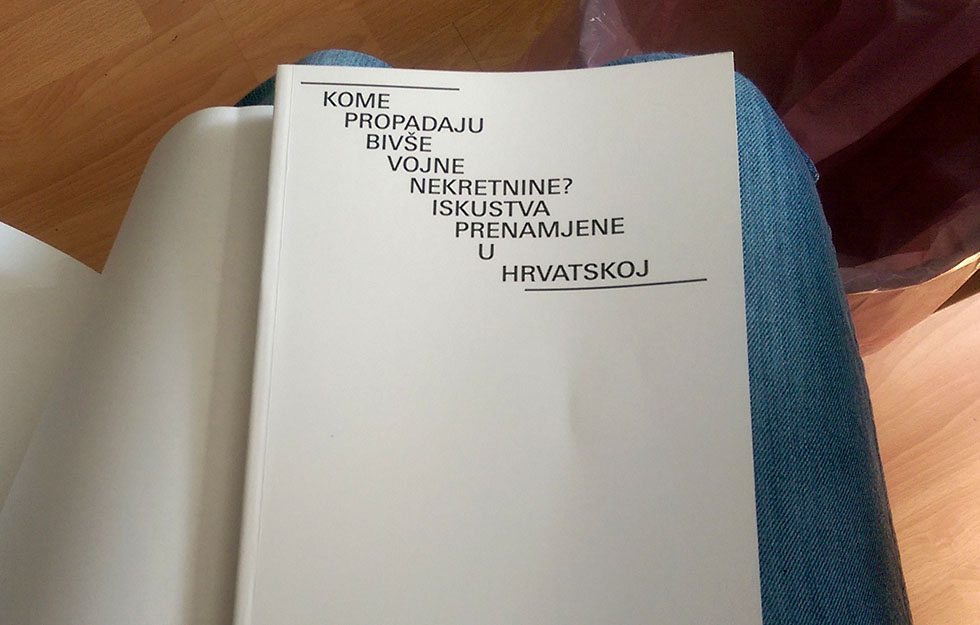 KOME
PROPADAJU
BIVŠE
VOJNE
NEKRETNINE?
ISKUSTVA
PRENAMJENE
U
HRVATSKOJ